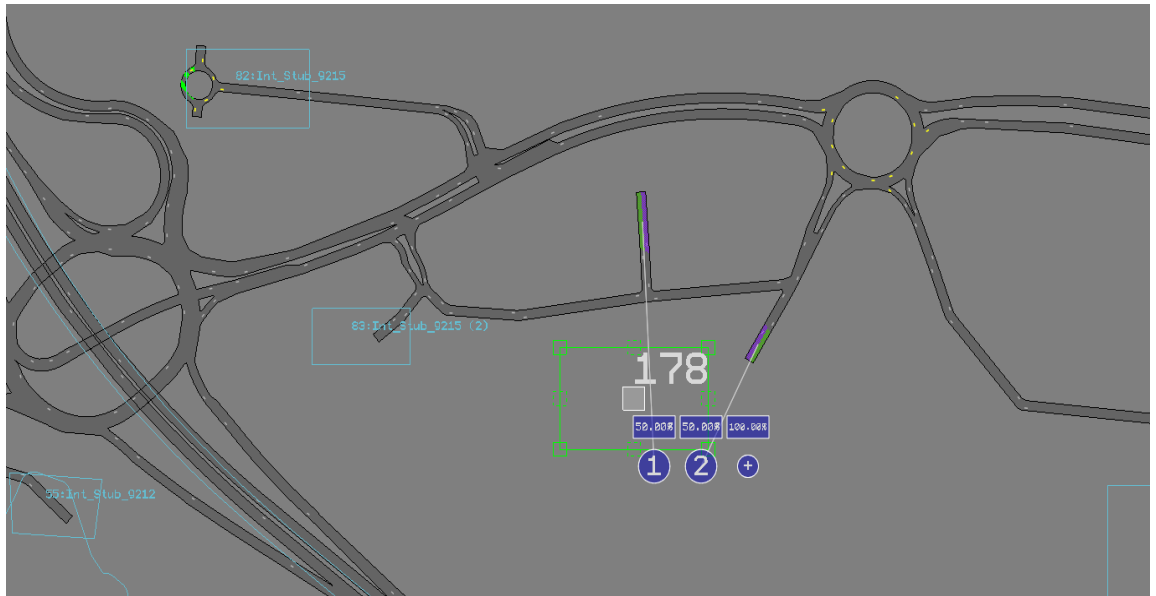 82:Int_Stub_9215
83:Int_Stub_9215 (2)
178
50.00% 50.00% 100.00%
1 2 +
55:Int_Stub_9212